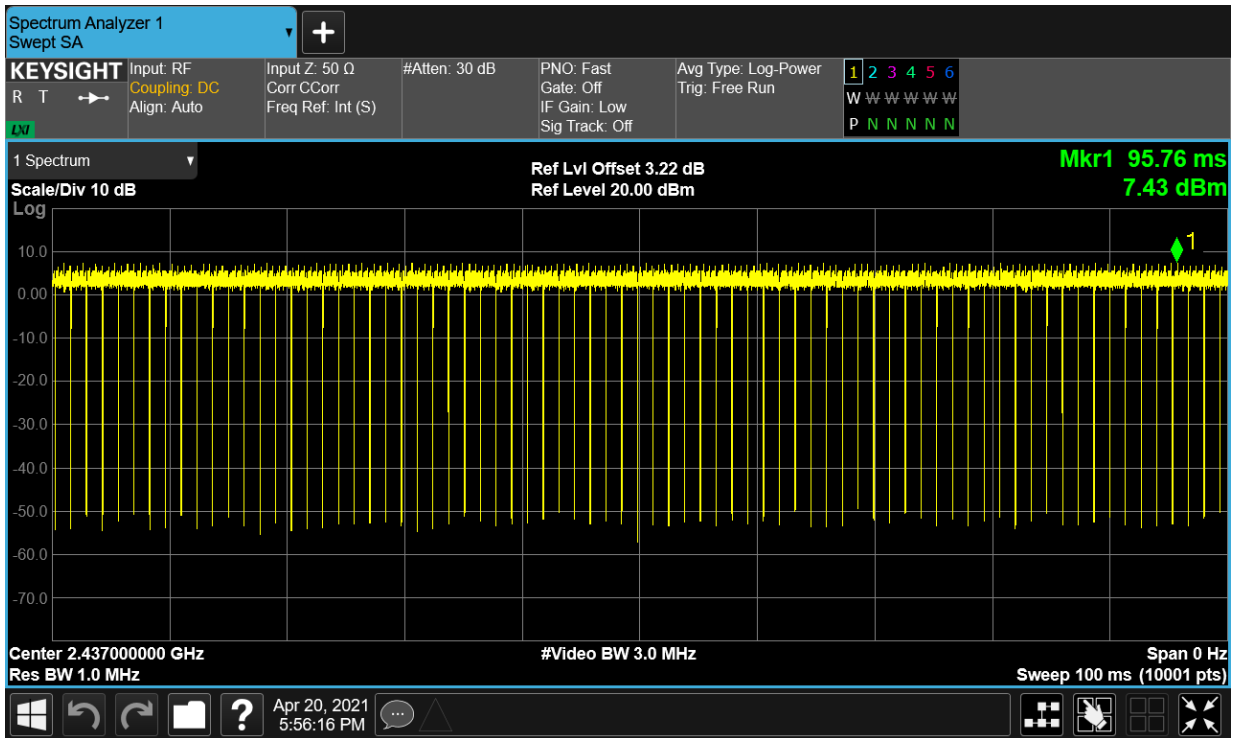 Spectrum Analyzer 1
Swept SA
KEYSIGHT
R T
LXI
Input: RF
Coupling: DC
Align: Auto
Input Z: 50 Ω
Corr CCorr
Freq Ref: Int (S)
#Atten: 30 dB
PNO: Fast
Gate: Off
IF Gain: Low
Sig Track: Off
Avg Type: Log-Power
Trig: Free Run
1 2 3 4 5 6
W W W W W W
P N N N N N
1 Spectrum
Scale/Div 10 dB
Log
Ref Lvl Offset 3.22 dB
Ref Level 20.00 dBm
Mkr1 95.76 ms
7.43 dBm
1
10.0
0.00
-10.0
-20.0
-30.0
-40.0
-50.0
-60.0
-70.0
Center 2.437000000 GHz
Res BW 1.0 MHz
#Video BW 3.0 MHz
Span 0 Hz
Sweep 100 ms (10001 pts)
?
Apr 20, 2021
5:56:16 PM